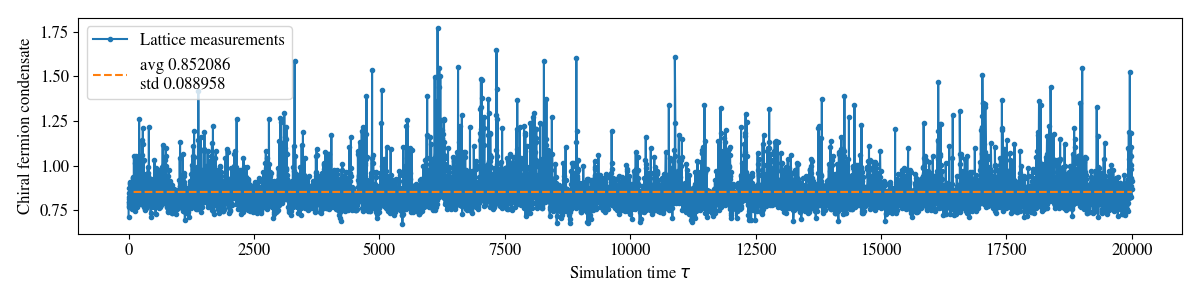 Chiral fermion condensate
1.75
1.50
1.25
1.00
0.75
Lattice measurements
avg 0.852086
std 0.088958
0
2500
5000
7500
10000
12500
15000
17500
20000
Simulation time τ